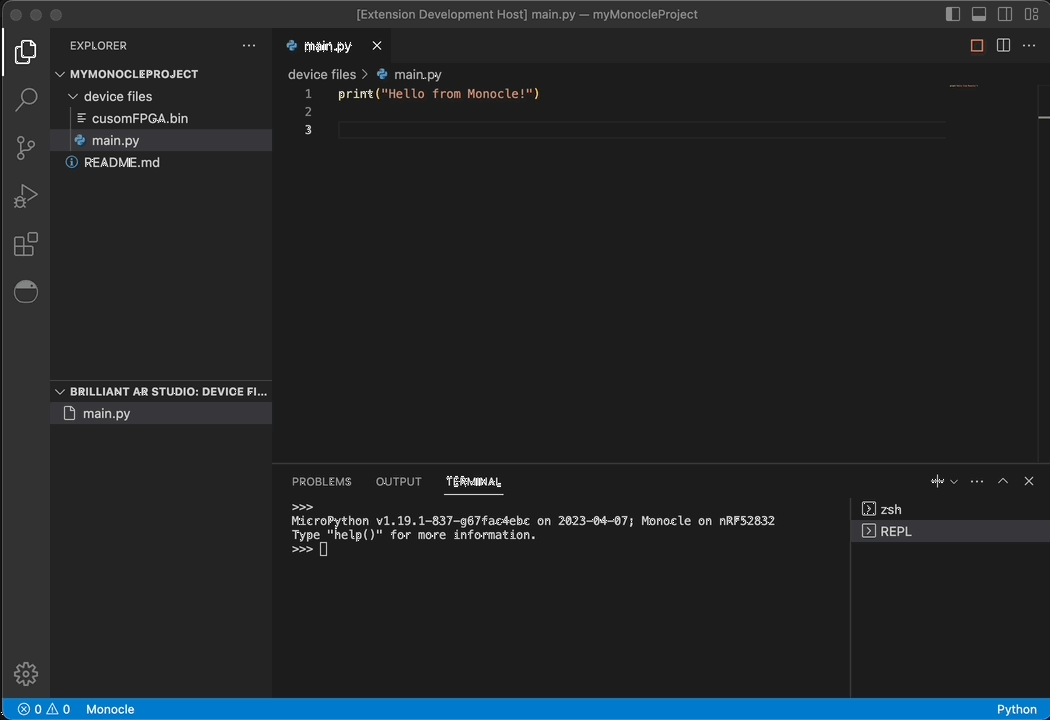 [Extension Development Host] main.py — myMonocleProject
EXPLORER
MYMONOCLEPROJECT
device files
cusomFPGA.bin
main.py
README.md
BRILLIANT AR STUDIO: DEVICE FI...
main.py
main.py
device files > main.py
1 print("Hello from Monocle!")
2
3
PROBLEMS OUTPUT TERMINAL
>>>
MicroPython v1.19.1-837-g67fac4ebc on 2023-04-07; Monocle on nRF52832
Type "help()" for more information.
>>>
zsh
REPL
0 0 Monocle Python